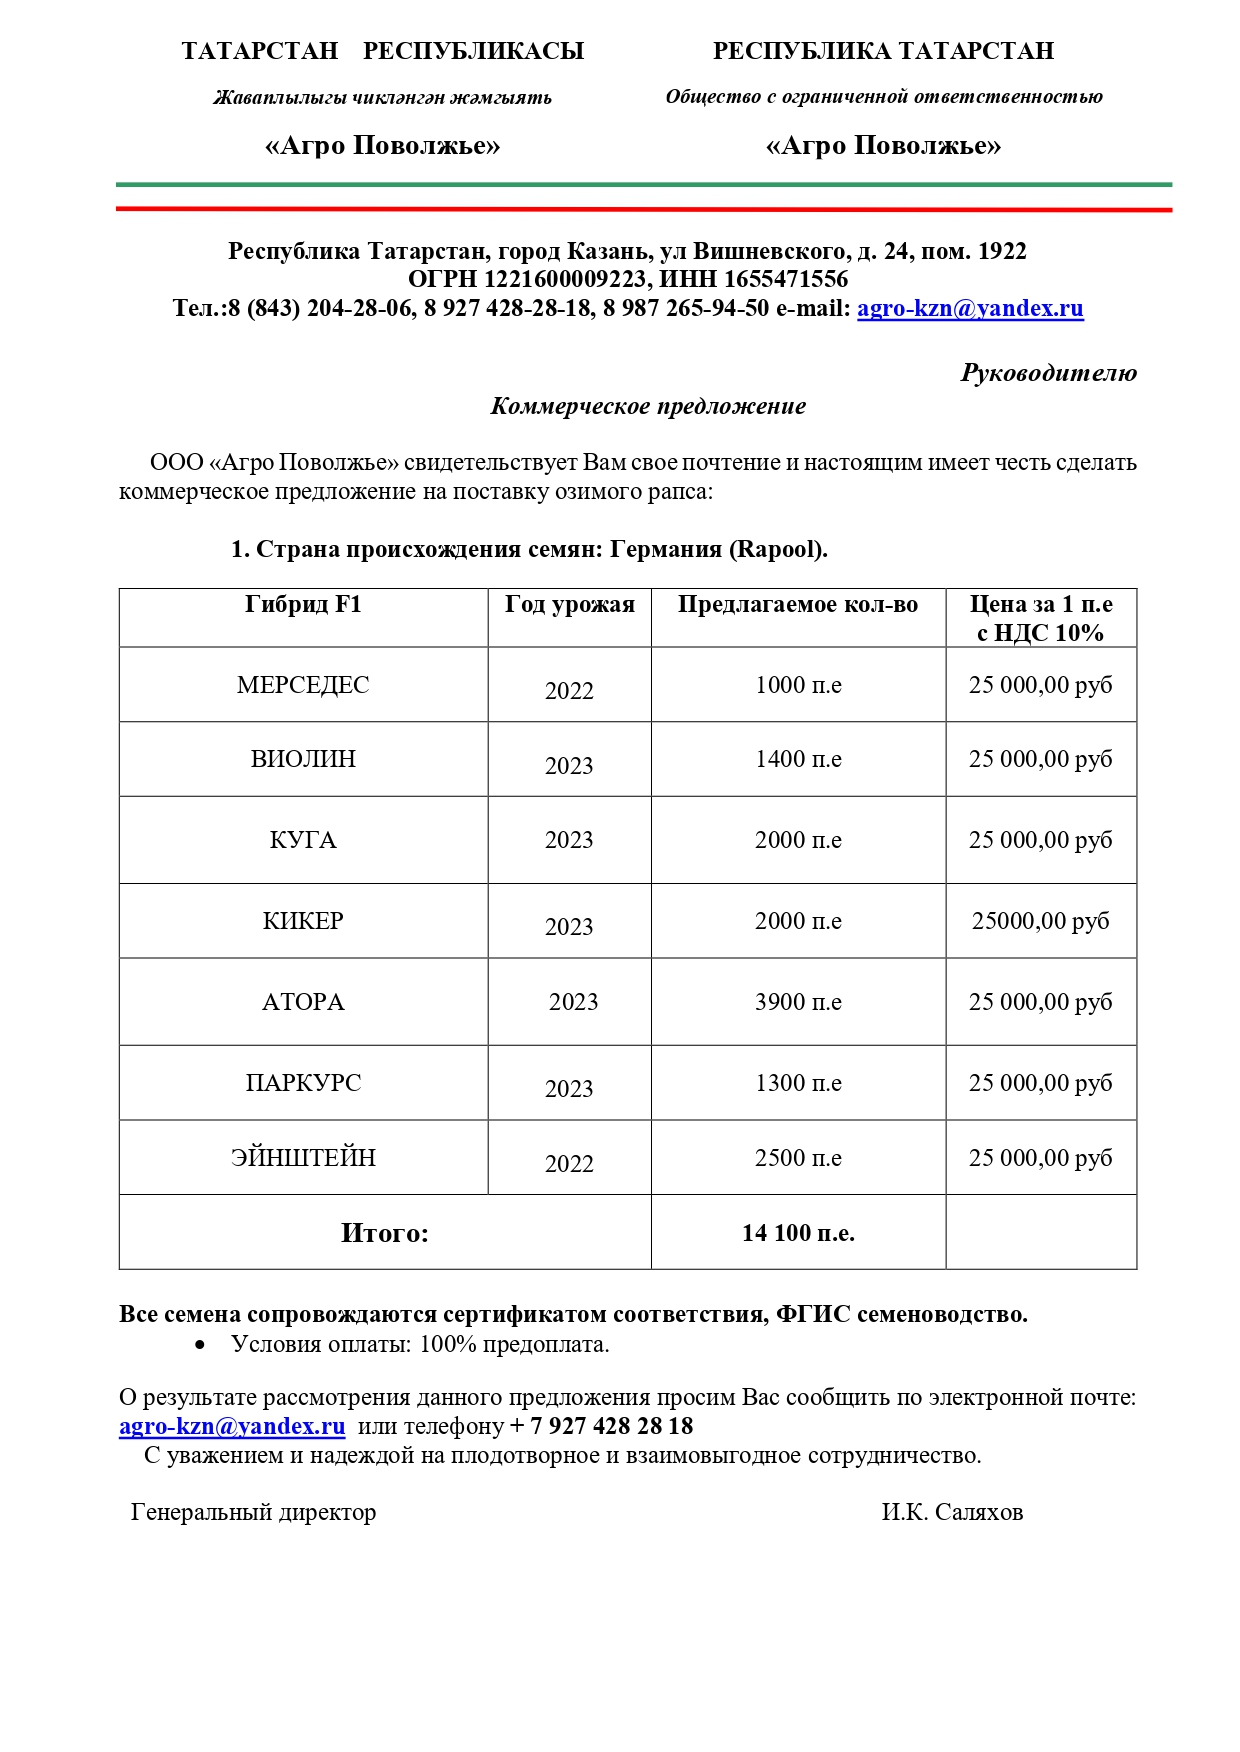 ТАТАРСТАН РЕСПУБЛИКАСЫ
Җаваплылыгы чикләнгән җәмгыять
«Агро Поволжье»
РЕСПУБЛИКА ТАТАРСТАН
Общество с ограниченной ответственностью
«Агро Поволжье»
Республика Татарстан, город Казань, ул Вишневского, д. 24, пом. 1922
ОГРН 1221600009223, ИНН 1655471556
Тел.:8 (843) 204-28-06, 8 927 428-28-18, 8 987 265-94-50 e-mail: agro-kzn@yandex.ru
Руководителю
Коммерческое предложение
ООО «Агро Поволжье» свидетельствует Вам свое почтение и настоящим имеет честь сделать
коммерческое предложение на поставку озимого рапса:
1. Страна происхождения семян: Германия (Rapool).
Гибрид F1 Год урожая Предлагаемое кол-во Цена за 1 п.е
с НДС 10%
МЕРСЕДЕС 2022 1000 п.е 25 000,00 руб
ВИОЛИН 2023 1400 п.е 25 000,00 руб
КУГА 2023 2000 п.е 25 000,00 руб
КИКЕР 2023 2000 п.е 25000,00 руб
АТОРА 2023 3900 п.е 25 000,00 руб
ПАРКУРС 2023 1300 п.е 25 000,00 руб
ЭЙНШТЕЙН 2022 2500 п.е 25 000,00 руб
Итого: 14 100 п.е.
Все семена сопровождаются сертификатом соответствия, ФГИС семеноводство.
• Условия оплаты: 100% предоплата.
О результате рассмотрения данного предложения просим Вас сообщить по электронной почте:
agro-kzn@yandex.ru или телефону + 7 927 428 28 18
С уважением и надеждой на плодотворное и взаимовыгодное сотрудничество.
Генеральный директор И.К. Саляхов